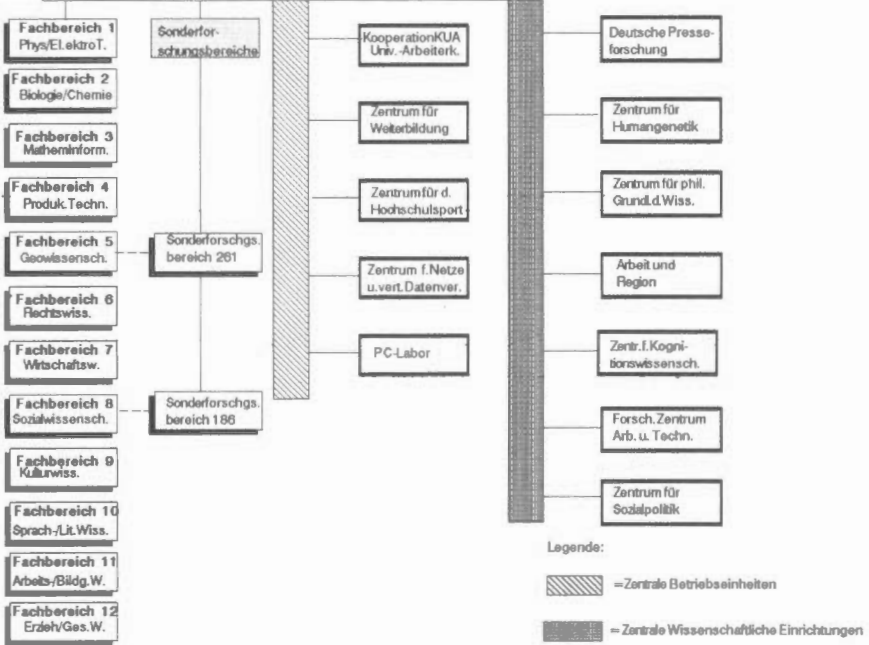 Fachbereich 1
Phys/El.ektroT.
Fachbereich 2
Biologie/Chemie
Fachbereich 3
MathemInform.
Fachbereich 4
Produk.Techn.
Fachbereich 5
Geowissensch.
Fachbereich 6
Rechtswiss.
Fachbereich 7
Wirtschaftsw.
Fachbereich 8
Sozialwissensch.
Fachbereich 9
Kulturwiss.
Fachbereich 10
Sprach-/Lit.Wiss.
Fachbereich 11
Arbeits-/Bildg.W.
Fachbereich 12
Erzieh/Ges.W.
Sonderfor-
schungsbereiche
Sonderforschgs.
bereich 261
Sonderforschgs.
bereich 186
KooperationKUA
Univ.-Arbeiterk.
Zentrum für
Weiterbildung
Zentrum für d.
Hochschulsport
Zentrum f.Netze
u.vert.Datenver.
PC-Labor
Deutsche Presse-
forschung
Zentrum für
Humangenetik
Zentrum für phil.
Grund.d.Wiss.
Arbeit und
Region
Zentr.f.Kogni-
tionswissensch.
Forsch.Zentrum
Arb. u. Techn.
Zentrum für
Sozialpolitik
Legende:
=Zentrale Betriebseinheiten
= Zentrale Wissenschaftliche Einrichtungen